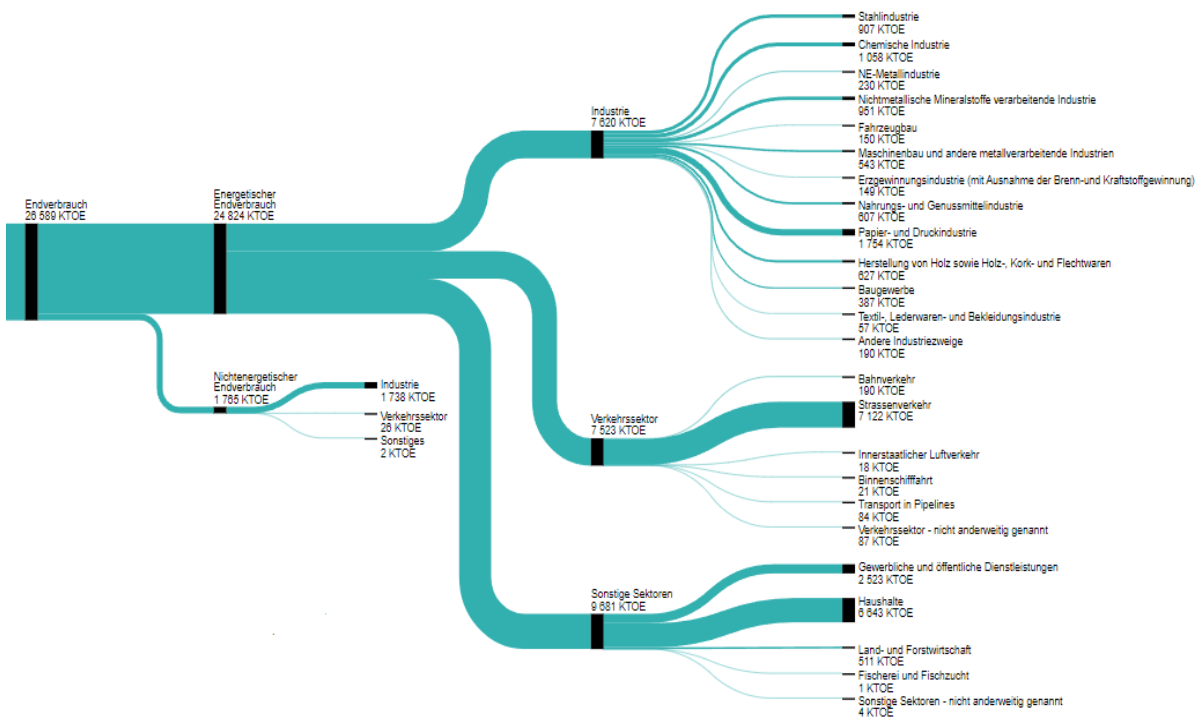 Endverbrauch
26 589 KTOE
Energetischer
Endverbrauch
24 824 KTOE
Nichtenergetischer
Endverbrauch
1 765 KTOE
Industrie
1 738 KTOE
Verkehrssektor
26 KTOE
Sonstiges
2 KTOE
Industrie
7 620 KTOE
Verkehrssektor
7 523 KTOE
Sonstige Sektoren
9 681 KTOE
Stahlindustrie
907 KTOE
Chemische Industrie
1 058 KTOE
NE-Metallindustrie
230 KTOE
Nichtmetallische Mineralstoffe verarbeitende Industrie
951 KTOE
Fahrzeugbau
150 KTOE
Maschinenbau und andere metallverarbeitende Industrien
543 KTOE
Erzgewinnungsindustrie (mit Ausnahme der Brenn-und Kraftstoffgewinnung)
149 KTOE
Nahrungs- und Genussmittelindustrie
607 KTOE
Papier- und Druckindustrie
1 754 KTOE
Herstellung von Holz sowie Holz-, Kork- und Flechtwaren
627 KTOE
Baugewerbe
387 KTOE
Textil-, Lederwaren- und Bekleidungsindustrie
57 KTOE
Andere Industriezweige
190 KTOE
Bahnverkehr
190 KTOE
Strassenverkehr
7 122 KTOE
Innerstaatlicher Luftverkehr
18 KTOE
Binnenschifffahrt
21 KTOE
Transport in Pipelines
84 KTOE
Verkehrssektor - nicht anderweitig genannt
87 KTOE
Gewerbliche und öffentliche Dienstleistungen
2 523 KTOE
Haushalte
6 643 KTOE
Land- und Forstwirtschaft
511 KTOE
Fischerei und Fischzucht
1 KTOE
Sonstige Sektoren - nicht anderweitig genannt
4 KTOE